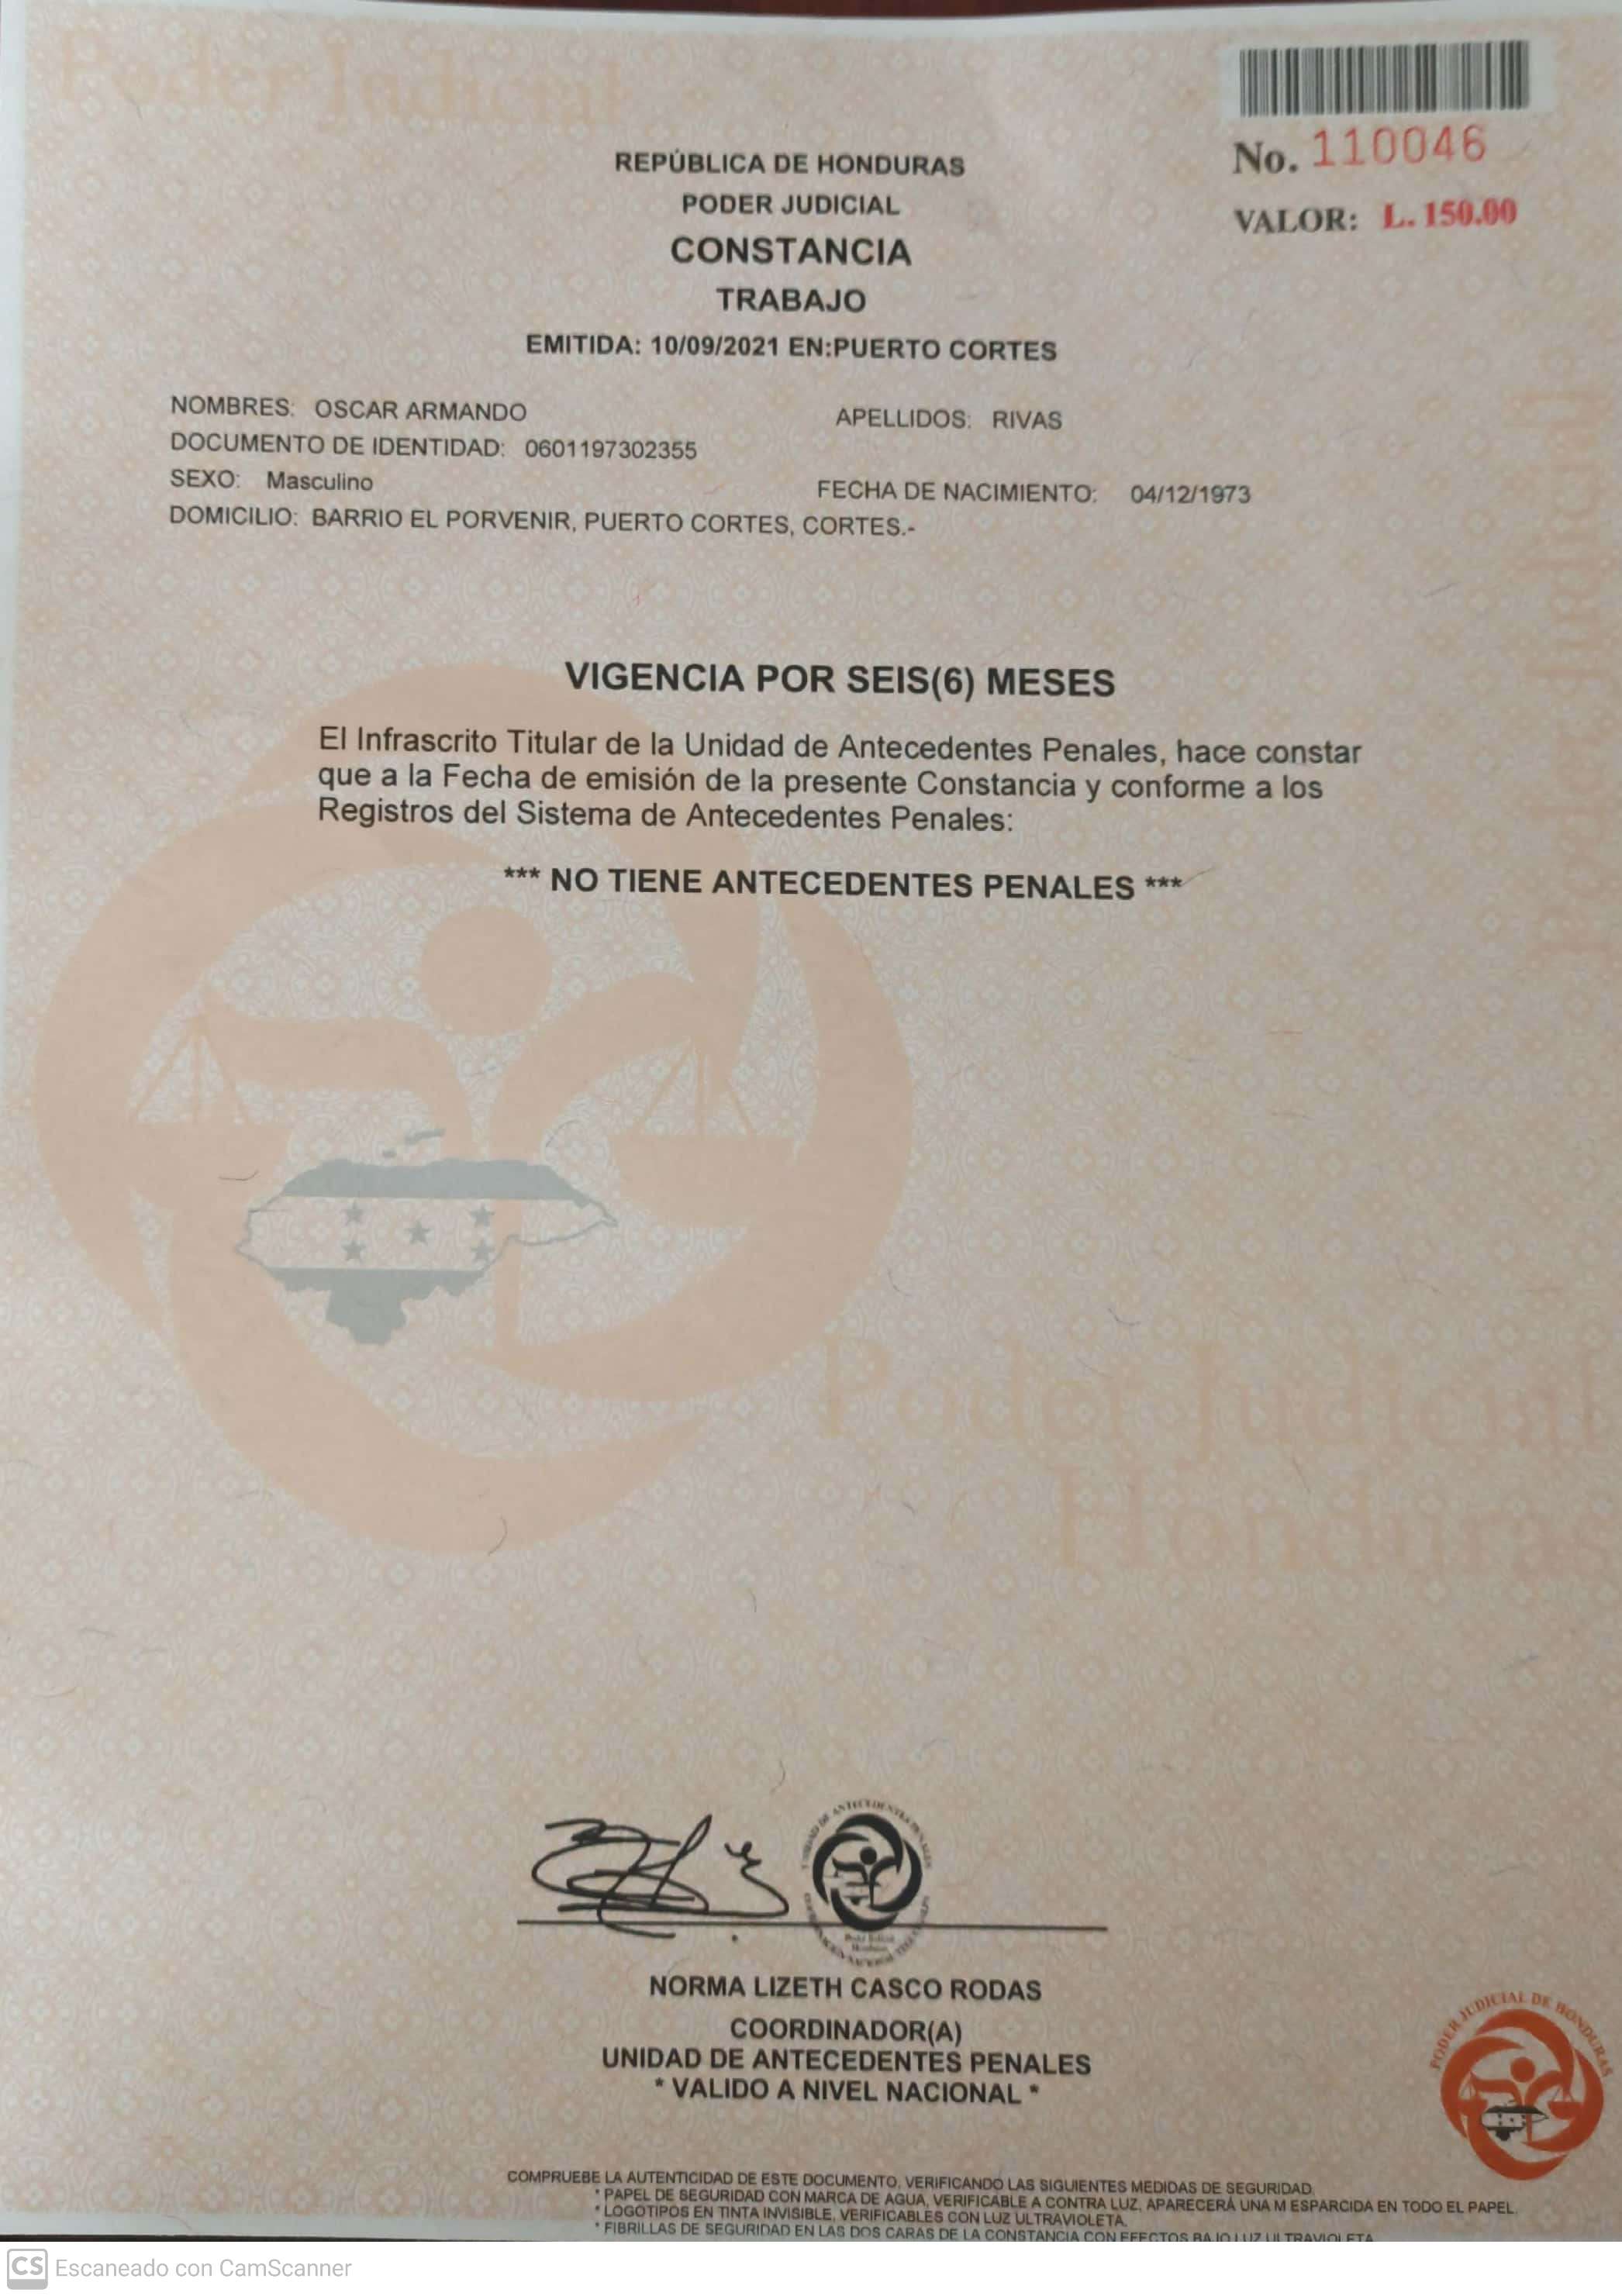 Poder Judicial
No. 110046
VALOR: L. 150.00
REPÚBLICA DE HONDURAS
PODER JUDICIAL
CONSTANCIA
TRABAJO
EMITIDA: 10/09/2021 EN:PUERTO CORTES
NOMBRES: OSCAR ARMANDO APELLIDOS: RIVAS
DOCUMENTO DE IDENTIDAD: 0601197302355
SEXO: Masculino FECHA DE NACIMIENTO: 04/12/1973
DOMICILIO: BARRIO EL PORVENIR, PUERTO CORTES, CORTES.-
VIGENCIA POR SEIS(6) MESES
El Infrascrito Titular de la Unidad de Antecedentes Penales, hace constar
que a la Fecha de emisión de la presente Constancia y conforme a los
Registros del Sistema de Antecedentes Penales:
*** NO TIENE ANTECEDENTES PENALES ***
Poder Judicial
Honduras
NORMA LIZETH CASCO RODAS
COORDINADOR(A)
UNIDAD DE ANTECEDENTES PENALES
* VALIDO A NIVEL NACIONAL *
PODER JUDICIAL DE HONDURAS
COMPRUEBE LA AUTENTICIDAD DE ESTE DOCUMENTO, VERIFICANDO LAS SIGUIENTES MEDIDAS DE SEGURIDAD
* PAPEL DE SEGURIDAD CON MARCA DE AGUA, VERIFICABLE A CONTRA LUZ, APARECERÁ UNA M ESPARCIDA EN TODO EL PAPEL.
* LOGOTIPOS EN TINTA INVISIBLE, VERIFICABLES CON LUZ ULTRAVIOLETA.
* FIBRILLAS DE SEGURIDAD EN LAS DOS CARAS DE LA CONSTANCIA CON EFECTOS BAJO LUZ ULTRAVIOLETA
CS Escaneado con CamScanner